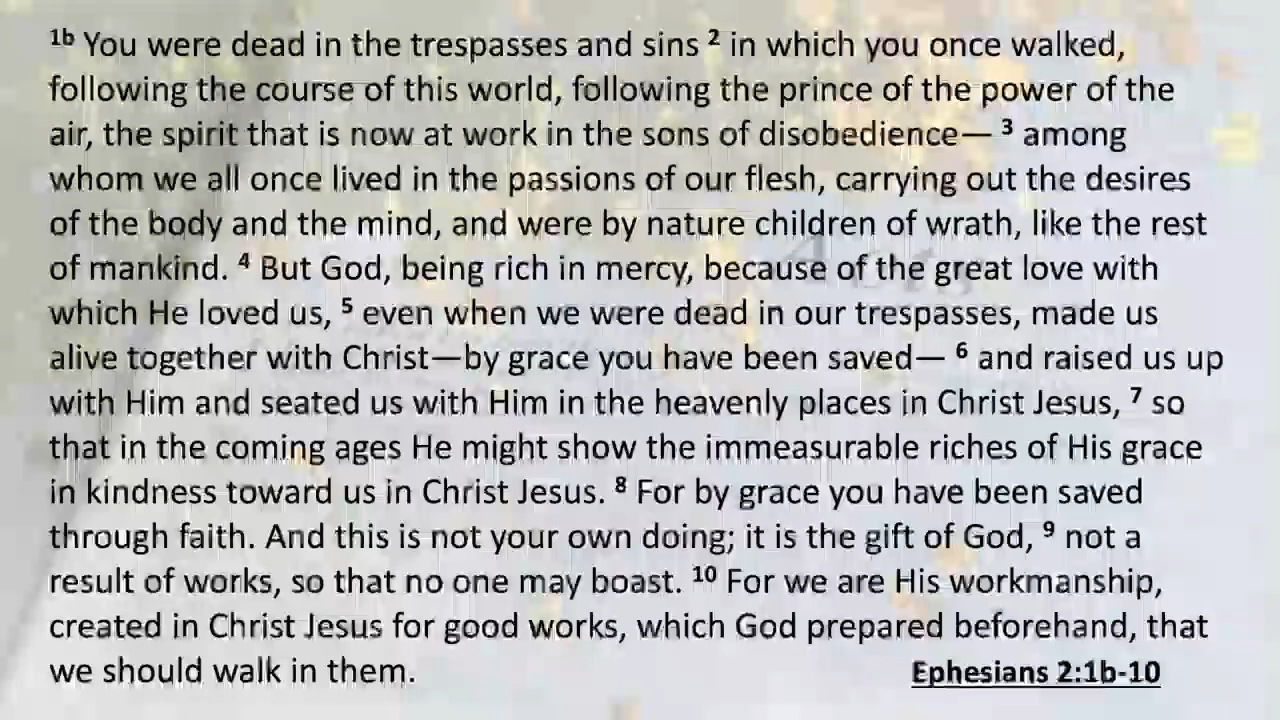 1b You were dead in the trespasses and sins 2 in which you once walked,
following the course of this world, following the prince of the power of the
air, the spirit that is now at work in the sons of disobedience— 3 among
whom we all once lived in the passions of our flesh, carrying out the desires
of the body and the mind, and were by nature children of wrath, like the rest
of mankind. 4 But God, being rich in mercy, because of the great love with
which He loved us, 5 even when we were dead in our trespasses, made us
alive together with Christ—by grace you have been saved— 6 and raised us up
with Him and seated us with Him in the heavenly places in Christ Jesus, 7 so
that in the coming ages He might show the immeasurable riches of His grace
in kindness toward us in Christ Jesus. 8 For by grace you have been saved
through faith. And this is not your own doing; it is the gift of God, 9 not a
result of works, so that no one may boast. 10 For we are His workmanship,
created in Christ Jesus for good works, which God prepared beforehand, that
we should walk in them. Ephesians 2:1b-10